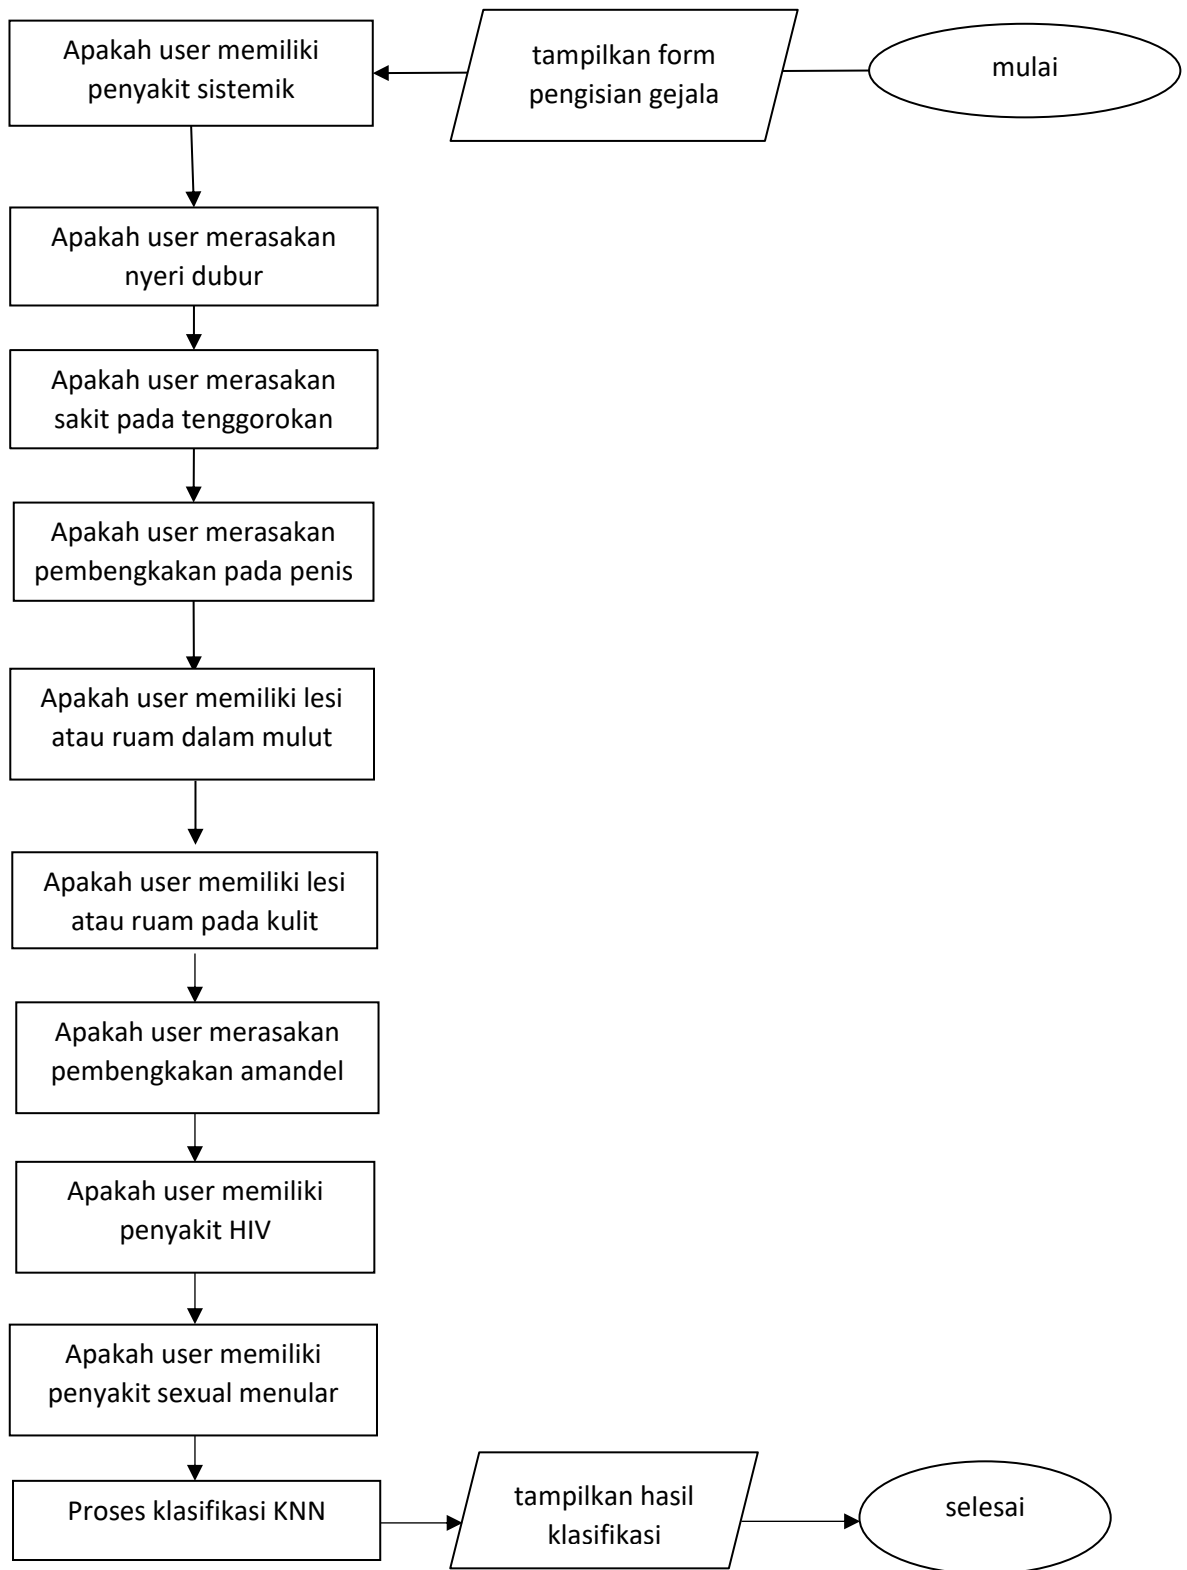 mulai
tampilkan form
pengisian gejala
Apakah user memiliki
penyakit sistemik
Apakah user merasakan
nyeri dubur
Apakah user merasakan
sakit pada tenggorokan
Apakah user merasakan
pembengkakan pada penis
Apakah user memiliki lesi
atau ruam dalam mulut
Apakah user memiliki lesi
atau ruam pada kulit
Apakah user merasakan
pembengkakan amandel
Apakah user memiliki
penyakit HIV
Apakah user memiliki
penyakit sexual menular
Proses klasifikasi KNN
tampilkan hasil
klasifikasi
selesai